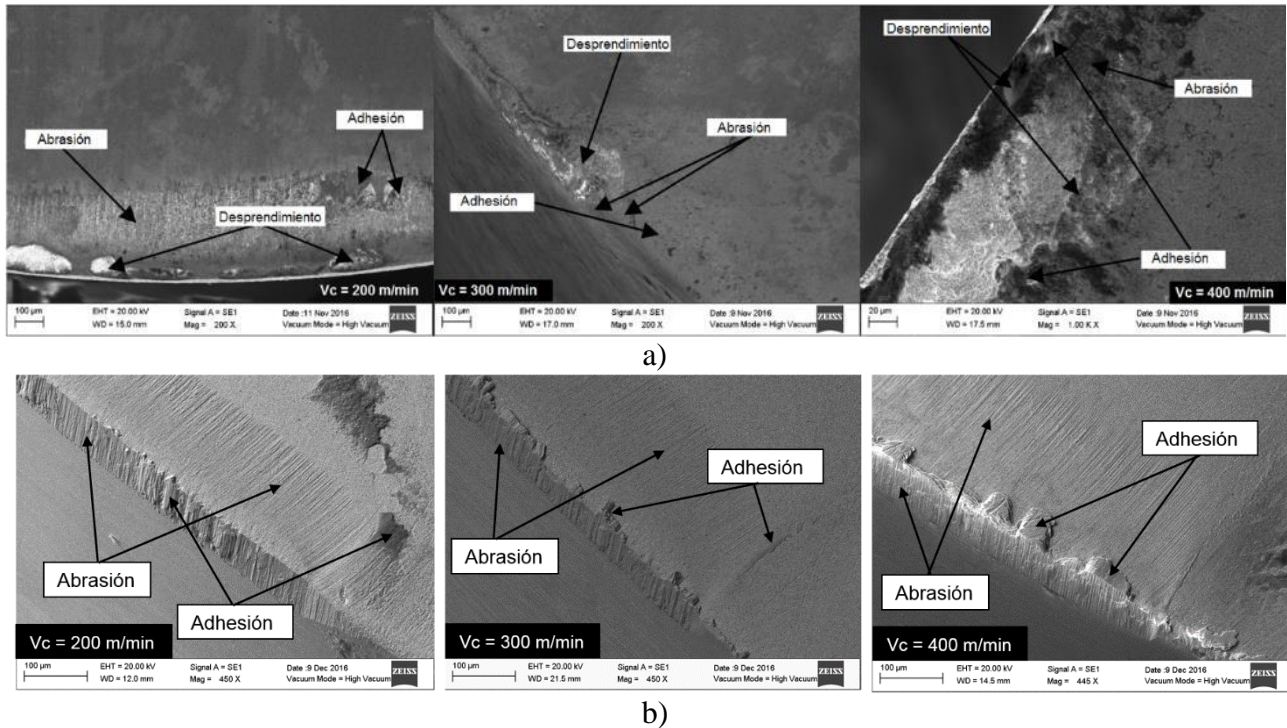 Abrasión
Adhesión
Desprendimiento
Vc = 200 m/min
100 µm
EHT = 20.00 kV
WD = 15.0 mm
Signal A = SE1
Mag = 200 X
Date :11 Nov 2016
Vacuum Mode = High Vacuum
ZEISS
Desprendimiento
Abrasión
Adhesión
Vc = 300 m/min
100 µm
EHT = 20.00 kV
WD = 17.0 mm
Signal A = SE1
Mag = 200 X
Date :9 Nov 2016
Vacuum Mode = High Vacuum
ZEISS
Desprendimiento
Abrasión
Adhesión
Vc = 400 m/min
20 µm
EHT = 20.00 kV
WD = 17.5 mm
Signal A = SE1
Mag = 1.00 K X
Date :9 Nov 2016
Vacuum Mode = High Vacuum
ZEISS
a)
Abrasión
Adhesión
Vc = 200 m/min
100 µm
EHT = 20.00 kV
WD = 12.0 mm
Signal A = SE1
Mag = 450 X
Date :9 Dec 2016
Vacuum Mode = High Vacuum
ZEISS
Adhesión
Abrasión
Vc = 300 m/min
100 µm
EHT = 20.00 kV
WD = 21.5 mm
Signal A = SE1
Mag = 450 X
Date :9 Dec 2016
Vacuum Mode = High Vacuum
ZEISS
Adhesión
Abrasión
Vc = 400 m/min
100 µm
EHT = 20.00 kV
WD = 14.5 mm
Signal A = SE1
Mag = 445 X
Date :9 Dec 2016
Vacuum Mode = High Vacuum
ZEISS
b)